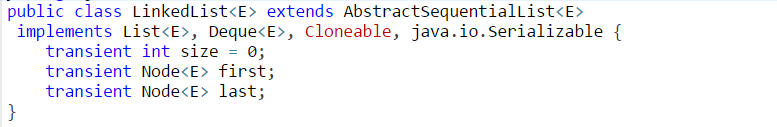 public class LinkedList<E> extends AbstractSequentialList<E>
implements List<E>, Deque<E>, Cloneable, java.io.Serializable {
transient int size = 0;
transient Node<E> first;
transient Node<E> last;
}